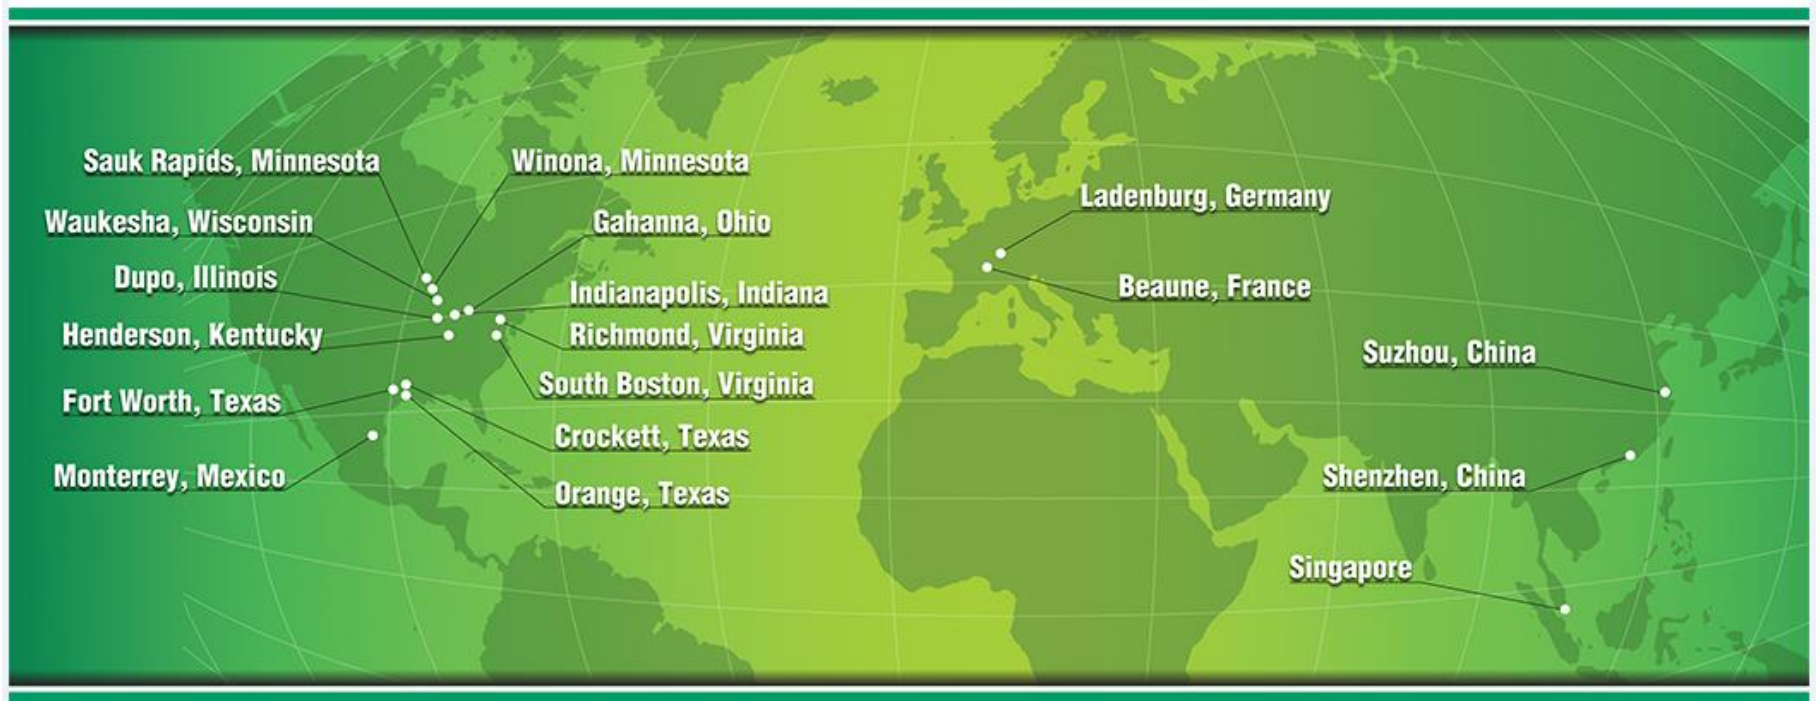 Sauk Rapids, Minnesota
Winona, Minnesota
Waukesha, Wisconsin
Gahanna, Ohio
Dupo, Illinois
Indianapolis, Indiana
Henderson, Kentucky
Richmond, Virginia
South Boston, Virginia
Fort Worth, Texas
Crockett, Texas
Monterrey, Mexico
Orange, Texas
Ladenburg, Germany
Beaune, France
Suzhou, China
Shenzhen, China
Singapore